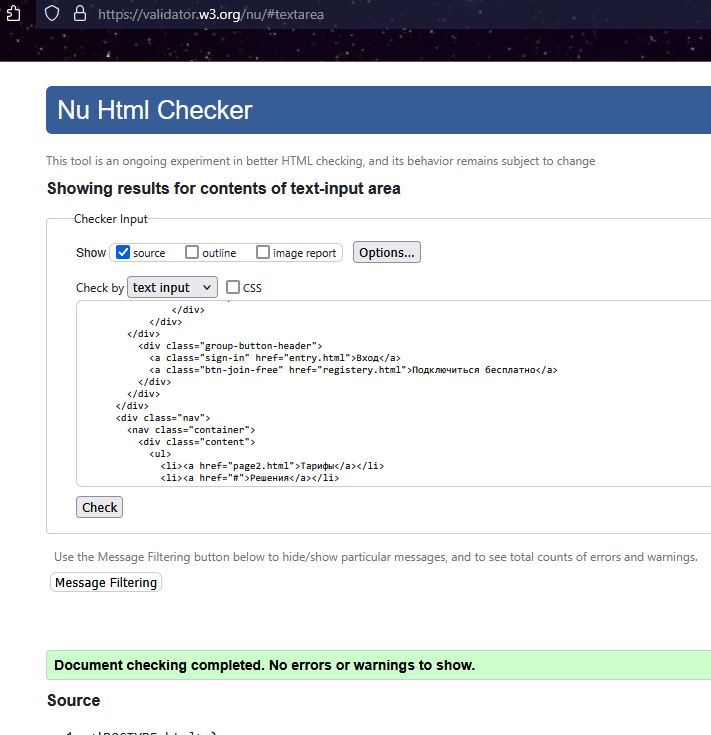 https://validator.w3.org/nu/#textarea
Nu Html Checker
This tool is an ongoing experiment in better HTML checking, and its behavior remains subject to change
Showing results for contents of text-input area
Checker Input
Show source outline image report Options...
Check by text input CSS
</div>
</div>
</div>
<div class="group-button-header">
<a class="sign-in" href="entry.html">Вход</a>
<a class="btn-join-free" href="registery.html">Подключиться бесплатно</a>
</div>
</div>
</div>
<div class="nav">
<nav class="container">
<div class="content">
<ul>
<li><a href="page2.html">Тарифы</a></li>
<li><a href="#">Решения</a></li>
Check
Use the Message Filtering button below to hide/show particular messages, and to see total counts of errors and warnings.
Message Filtering
Document checking completed. No errors or warnings to show.
Source